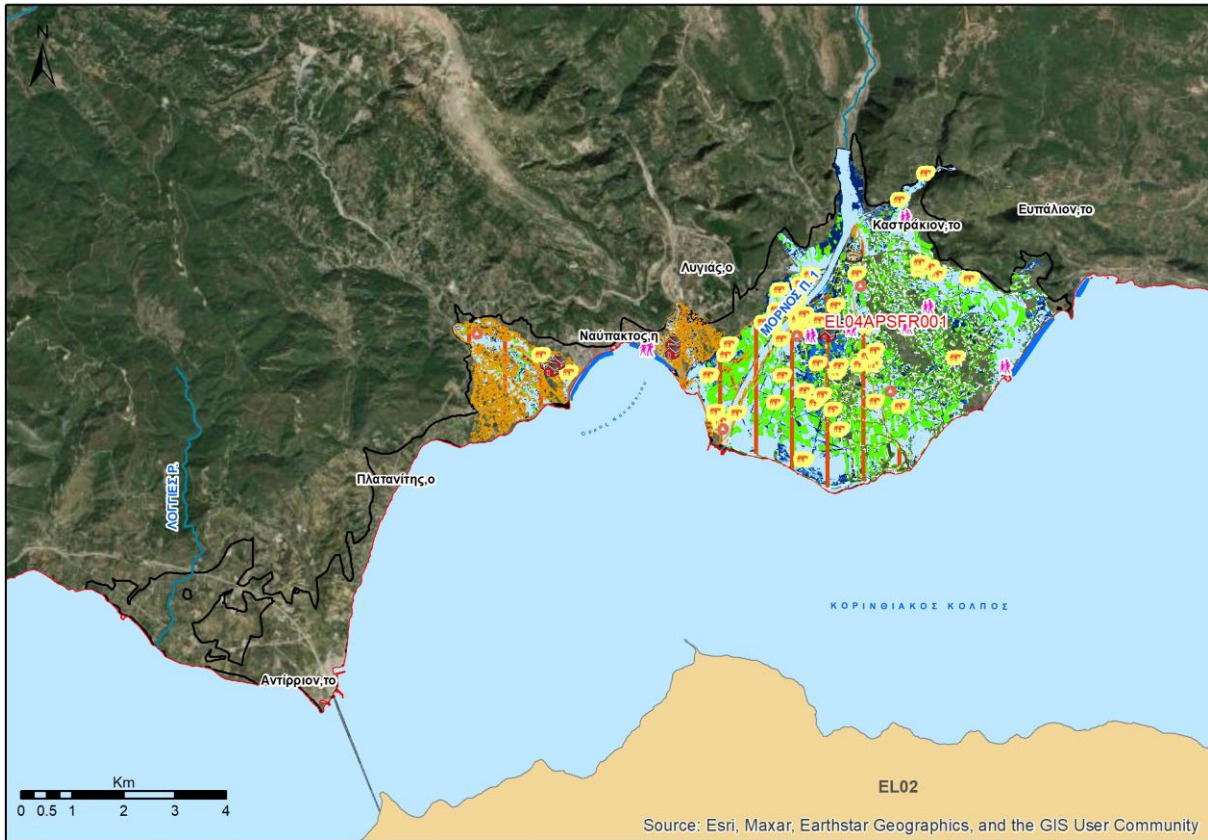 N
Ευπάλιον,το
Καστράκιον,το
Λυγιάς,ο
ΜΟΡΝΟΣ Π. 1
EL04APSFR001
Ναύπακτος,η
Πλατανίτης,ο
ΛΟΓΓΙΕΣ Ρ.
ΚΟΡΙΝΘΙΑΚΟΣ ΚΟΛΠΟΣ
Αντίρριον,το
Km
0 0.5 1 2 3 4
EL02
Source: Esri, Maxar, Earthstar Geographics, and the GIS User Community